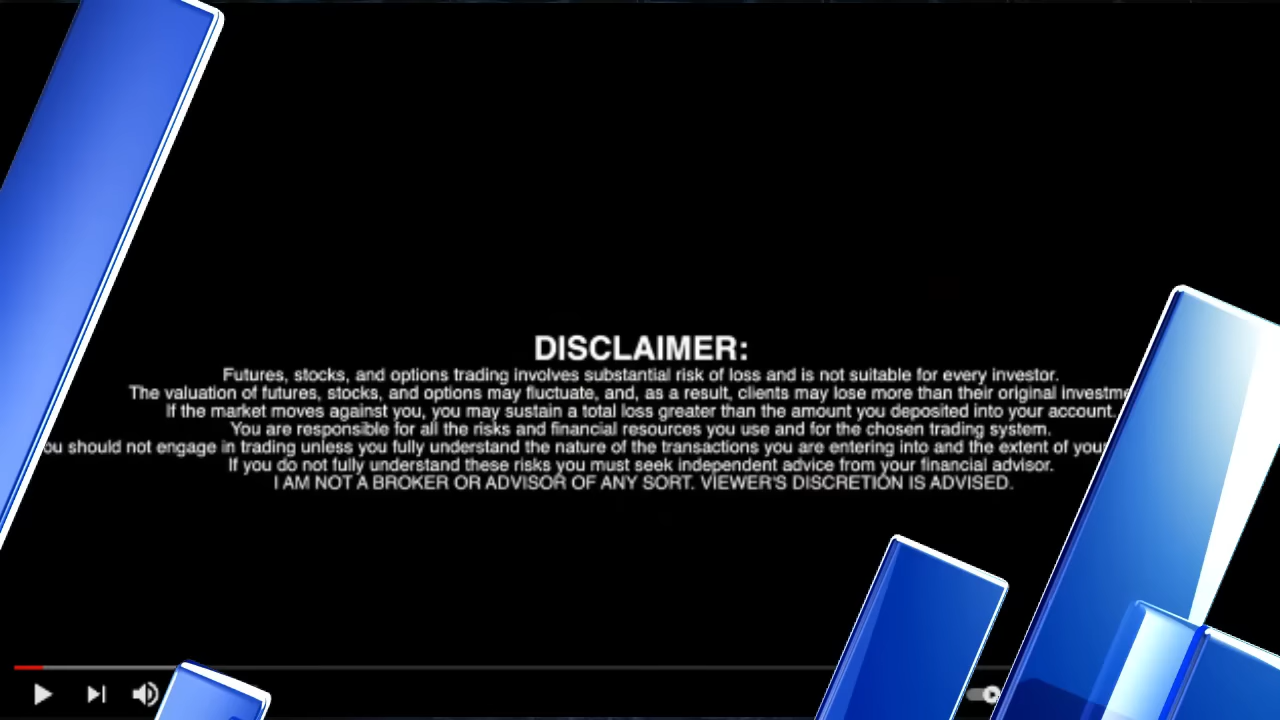 DISCLAIMER:
Futures, stocks, and options trading involves substantial risk of loss and is not suitable for every investor.
The valuation of futures, stocks, and options may fluctuate, and, as a result, clients may lose more than their original
If the market moves against you, you may sustain a total loss greater than the amount you deposited into your account.
You are responsible for all the risks and financial resources you use and for the chosen trading system.
should not engage in trading unless you fully understand the nature of the transactions you are entering into and the extent of
If you do not fully understand these risks you must seek independent advice from your financial advisor.
I AM NOT A BROKER OR ADVISOR OF ANY SORT. VIEWER'S DISCRETION IS ADVISED.